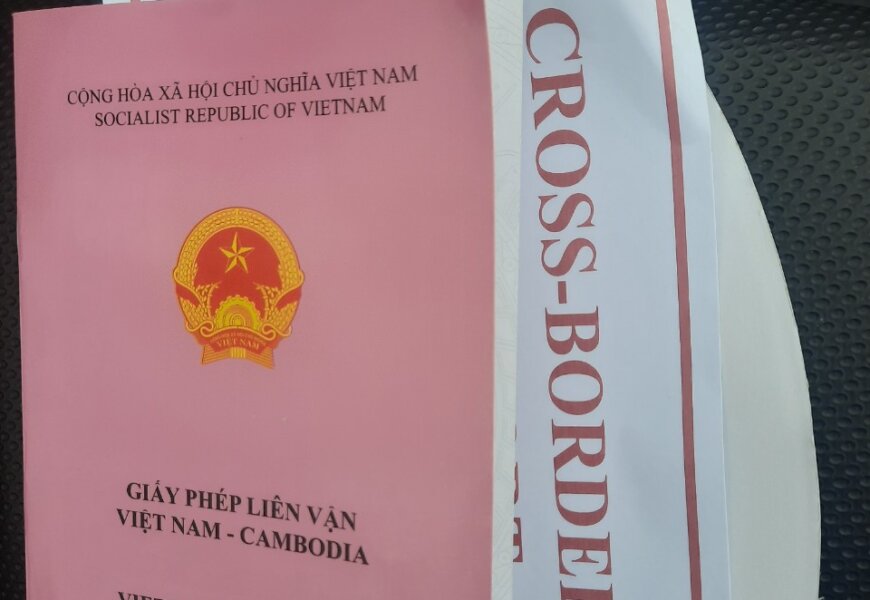 CỘNG HÒA XÃ HỘI CHỦ NGHĨA VIỆT NAM
SOCIALIST REPUBLIC OF VIETNAM
VIỆT NAM
GIẤY PHÉP LIÊN VẬN
VIỆT NAM - CAMBODIA
CROSS-BORDER